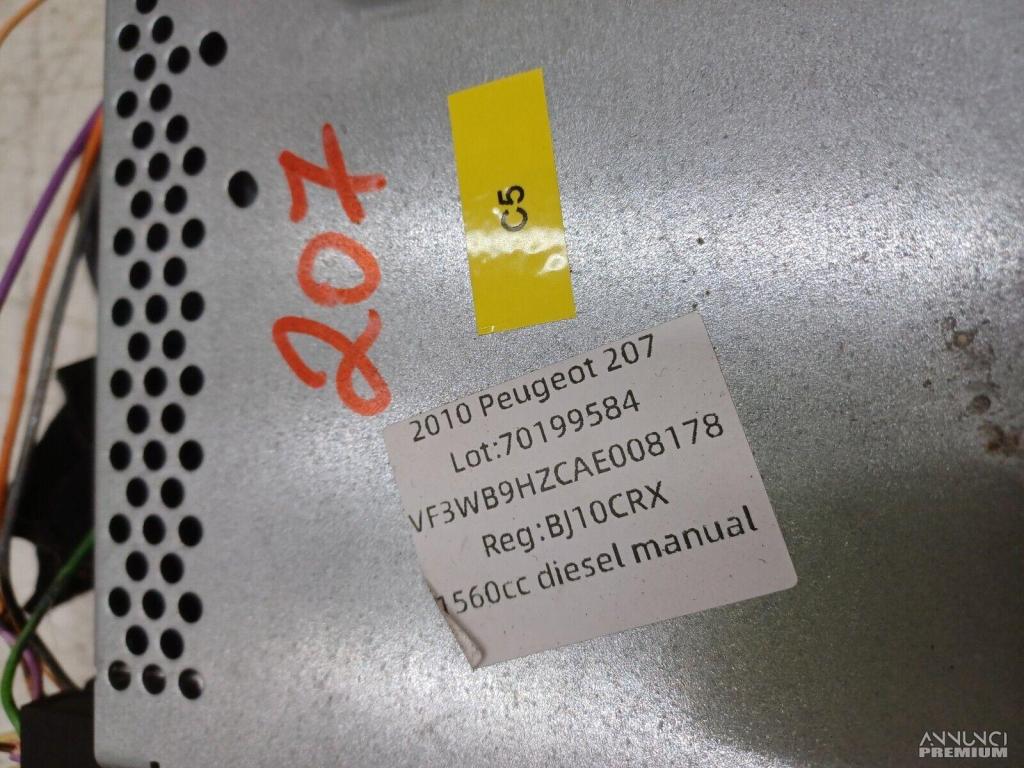 207
C5
2010 Peugeot 207
Lot:70199584
VF3WB9HZCAE008178
Reg:BJ10CRX
1560cc diesel manual
ANNUNCI
PREMIUM